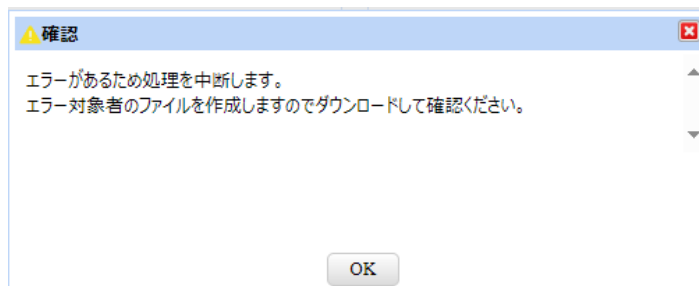 確認
エラーがあるため処理を中断します。
エラー対象者のファイルを作成しますのでダウンロードして確認ください。
OK